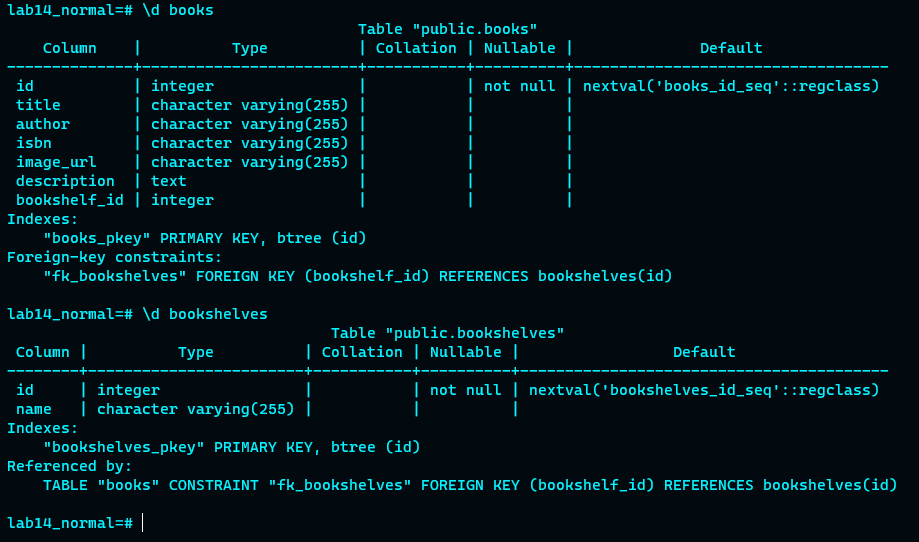 lab14_normal=# \d books
                                       Table "public.books"
    Column    |          Type          | Collation | Nullable |              Default
--------------+------------------------+-----------+----------+-----------------------------------
 id           | integer                |           | not null | nextval('books_id_seq'::regclass)
 title        | character varying(255) |           |          |
 author       | character varying(255) |           |          |
 isbn         | character varying(255) |           |          |
 image_url    | character varying(255) |           |          |
 description  | text                   |           |          |
 bookshelf_id | integer                |           |          |
Indexes:
    "books_pkey" PRIMARY KEY, btree (id)
Foreign-key constraints:
    "fk_bookshelves" FOREIGN KEY (bookshelf_id) REFERENCES bookshelves(id)

lab14_normal=# \d bookshelves
                                    Table "public.bookshelves"
 Column |          Type          | Collation | Nullable |                 Default
--------+------------------------+-----------+----------+-----------------------------------------
 id     | integer                |           | not null | nextval('bookshelves_id_seq'::regclass)
 name   | character varying(255) |           |          |
Indexes:
    "bookshelves_pkey" PRIMARY KEY, btree (id)
Referenced by:
    TABLE "books" CONSTRAINT "fk_bookshelves" FOREIGN KEY (bookshelf_id) REFERENCES bookshelves(id)

lab14_normal=#